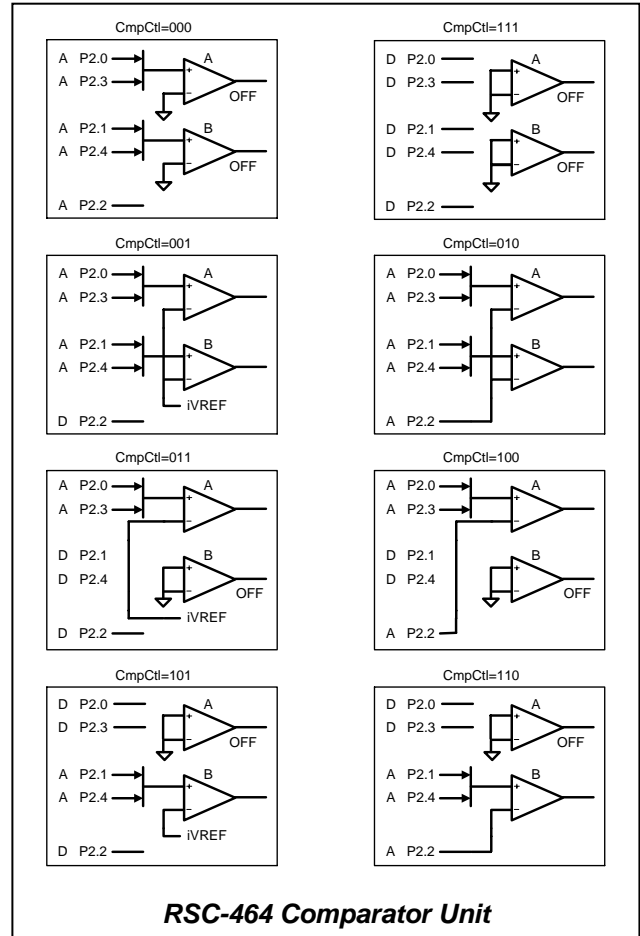 CmpCtl=000
A P2.0
A P2.3
A
+
−
OFF
A P2.1
A P2.4
B
+
−
OFF
A P2.2
CmpCtl=111
D P2.0
D P2.3
A
+
−
OFF
D P2.1
D P2.4
B
+
−
OFF
D P2.2
CmpCtl=001
A P2.0
A P2.3
A
+
−
A P2.1
A P2.4
B
+
−
iVREF
D P2.2
CmpCtl=010
A P2.0
A P2.3
A
+
−
A P2.1
A P2.4
B
+
−
A P2.2
CmpCtl=011
A P2.0
A P2.3
A
+
−
D P2.1
D P2.4
B
+
−
OFF
iVREF
D P2.2
CmpCtl=100
A P2.0
A P2.3
A
+
−
D P2.1
D P2.4
B
+
−
OFF
A P2.2
CmpCtl=101
D P2.0
D P2.3
A
+
−
OFF
A P2.1
A P2.4
B
+
−
iVREF
D P2.2
CmpCtl=110
D P2.0
D P2.3
A
+
−
OFF
A P2.1
A P2.4
B
+
−
A P2.2
RSC-464 Comparator Unit